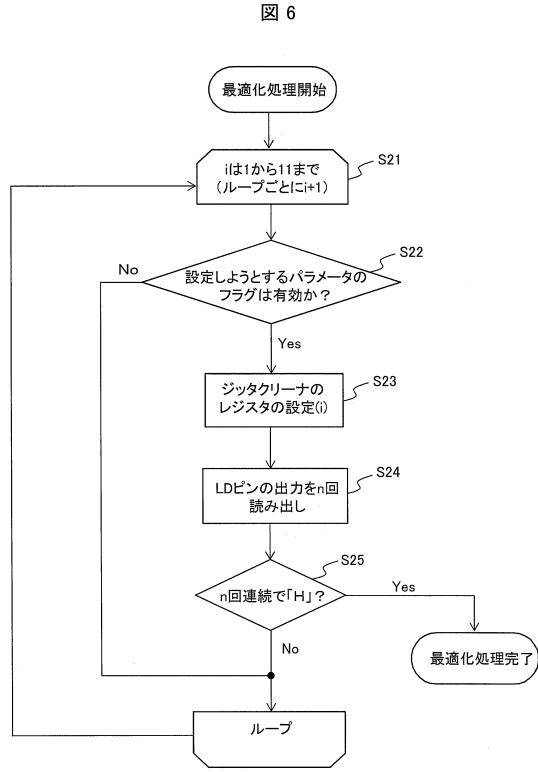 図 6
最適化処理開始
iは1から11まで
（ループごとにi+1）
S21
S22
No
設定しようとするパラメータの
フラグは有効か？
Yes
ジッタクリーナの
レジスタの設定(i)
S23
LDピンの出力をn回
読み出し
S24
S25
n回連続で「H」？
Yes
No
最適化処理完了
ループ